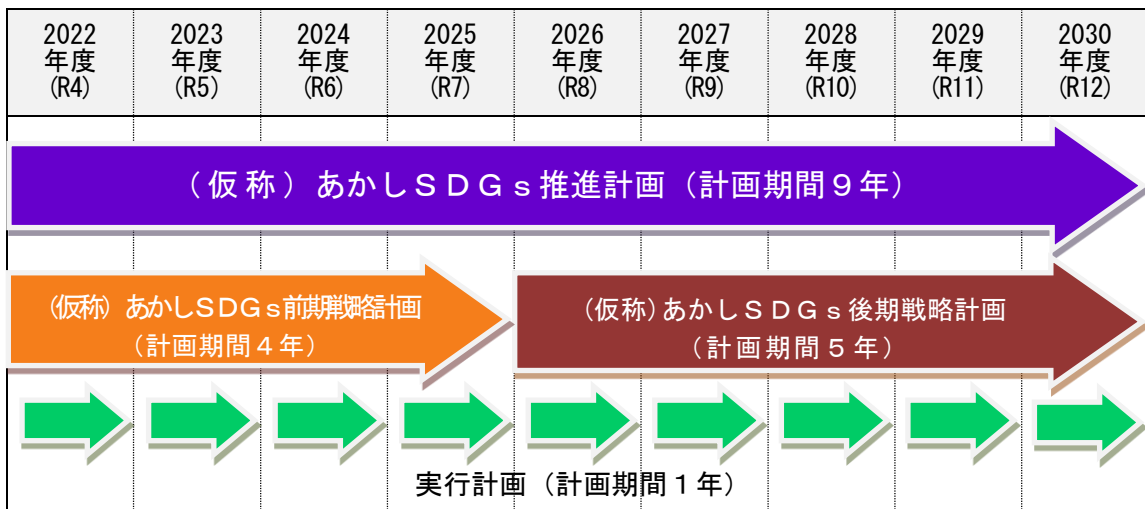 2022 2023 2024 2025 2026 2027 2028 2029 2030
年度 年度 年度 年度 年度 年度 年度 年度 年度
(R4) (R5) (R6) (R7) (R8) (R9) (R10) (R11) (R12)
（仮称）あかしＳＤＧｓ推進計画（計画期間９年）
（仮称）あかしＳＤＧｓ前期戦略計画
（計画期間４年）
（仮称）あかしＳＤＧｓ後期戦略計画
（計画期間５年）
実行計画（計画期間１年）